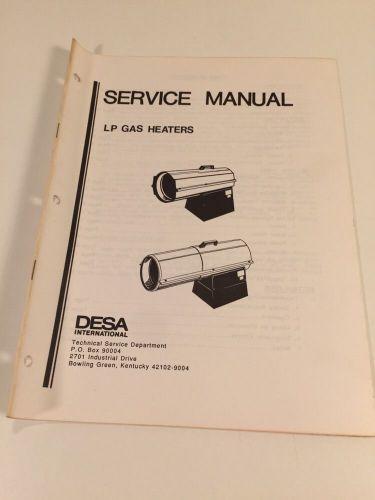 SERVICE MANUAL
LP GAS HEATERS
DESA
INTERNATIONAL
Technical Service Department
P.O. Box 90004
2701 Industrial Drive
Bowling Green, Kentucky 42102-9004